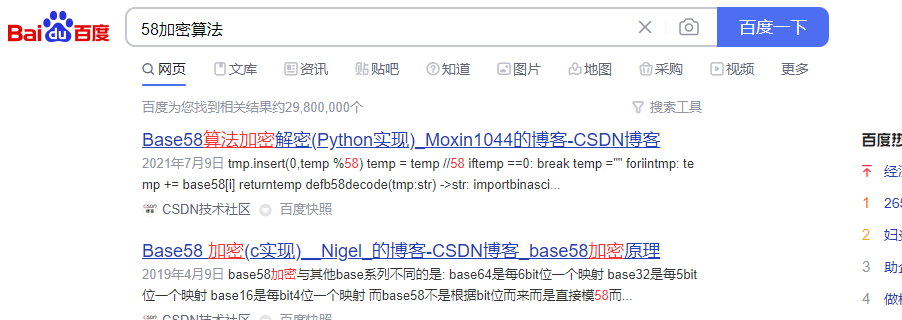 Bai du 百度
58加密算法
百度一下
网页 文库 资讯 贴吧 知道 图片 地图 采购 视频 更多
百度为您找到相关结果约29,800,000个
搜索工具
Base58算法加密解密(Python实现)_Moxin1044的博客-CSDN博客
2021年7月9日 tmp.insert(0,temp %58) temp = temp //58 iftemp ==0: break temp ="" foriintmp: te
mp += base58[i] returntemp defb58decode(tmp:str) ->str: importbinasci...
CSDN技术社区 百度快照
Base58 加密(c实现)__Nigel_的博客-CSDN博客_base58加密原理
2019年4月9日 base58加密与其他base系列不同的是: base64是每6bit位一个映射 base32是每5bit
位一个映射 base16是每bit4位一个映射 而base58不是根据bit位而来而是直接模58而...
CSDN技术社区 百度快照
百度热
经济
1 265
2 妇
3 助企
4 做